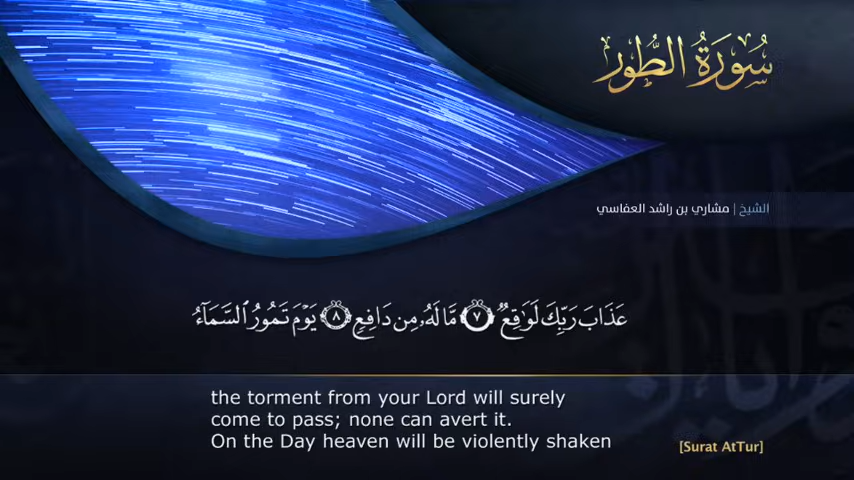 سُورَةُ الطُّور
الشيخ | مشاري بن راشد العفاسي
عَذَابَ رَبِّكَ لَوَٰقِعٌ ٧ مَّا لَهُۥ مِن دَافِعٍ ٨ يَوْمَ تَمُورُ ٱلسَّمَآءُ
the torment from your Lord will surely
come to pass; none can avert it.
On the Day heaven will be violently shaken
[Surat AtTur]